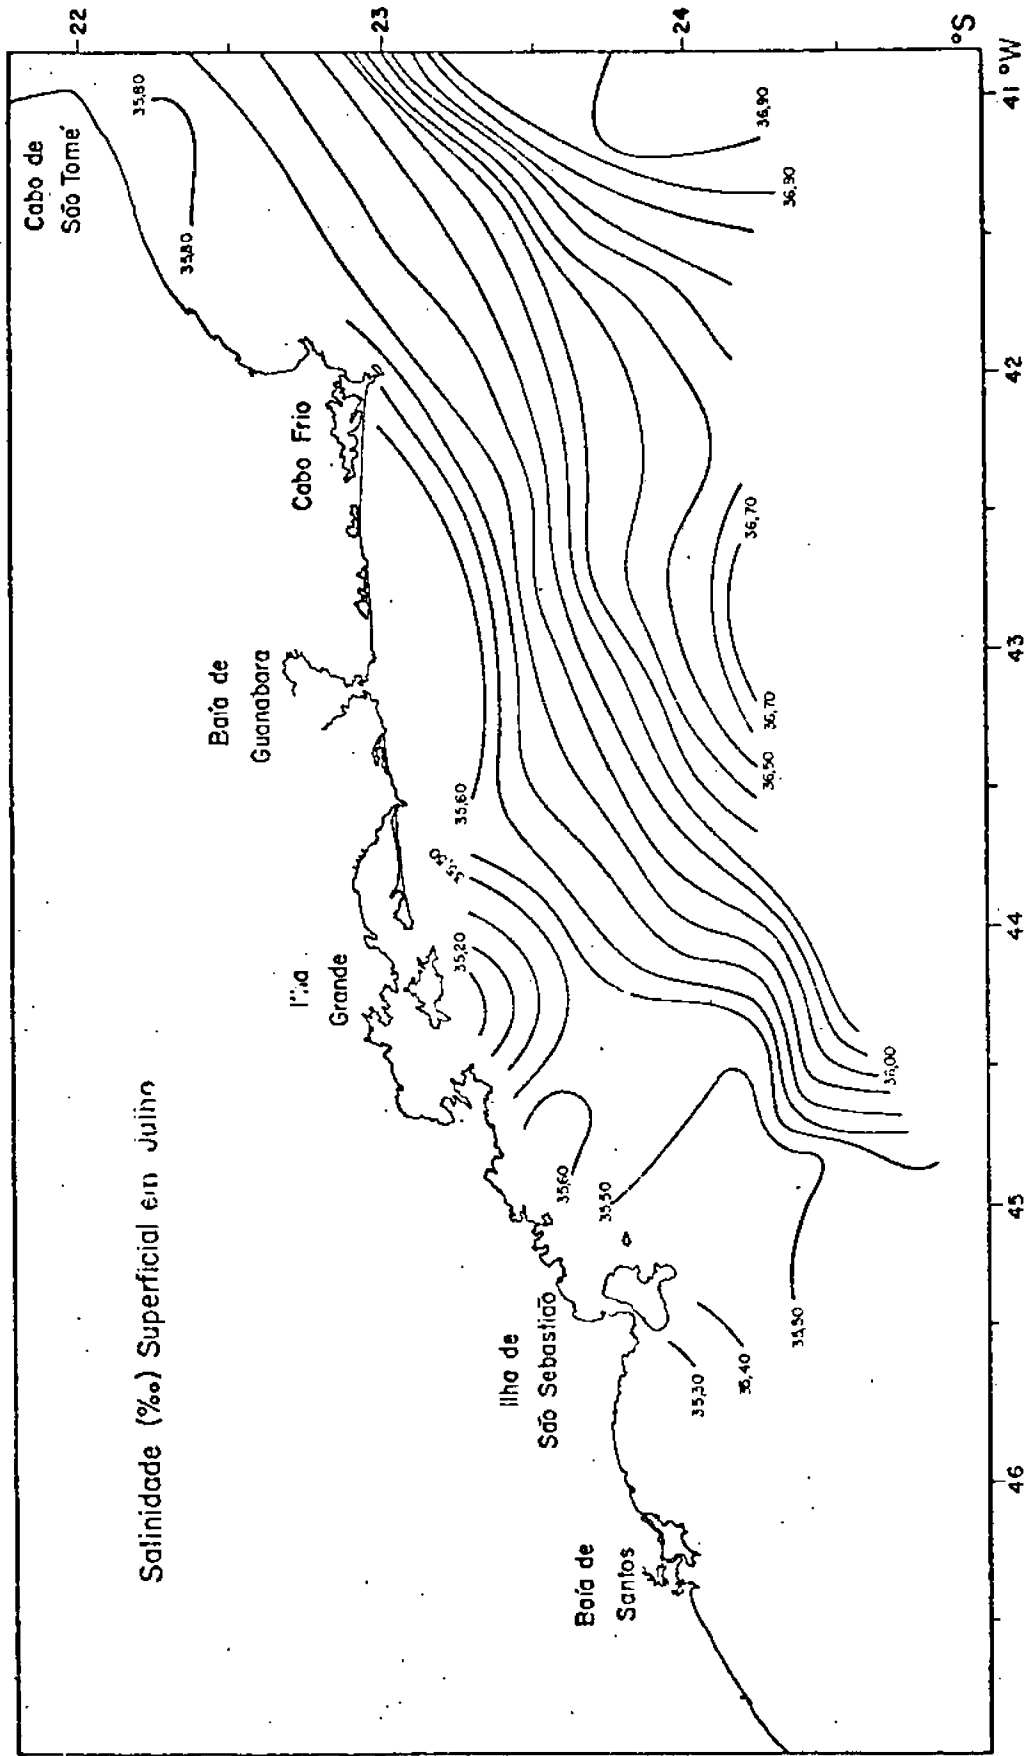 Salinidade (‰) Superficial em Julho
Cabo de
São Tomé
Cabo Frio
Baía de
Guanabara
Ilha
Grande
Ilha de
São Sebastião
Baía de
Santos
35,80
35,80
36,90
36,90
36,70
36,70
36,50
35,60
35,50
35,20
35,60
35,50
35,50
35,40
35,30
36,00
22
23
24
°S
41 °W
42
43
44
45
46